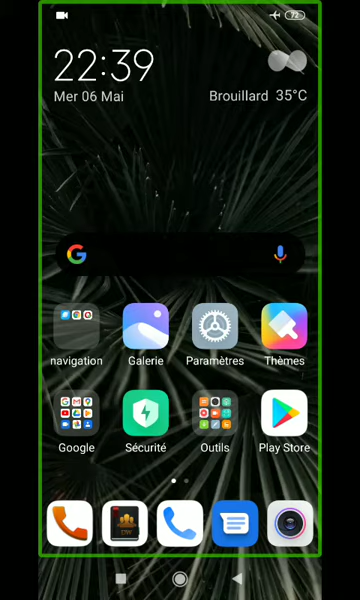 72
22:39
Mer 06 Mai
Brouillard 35°C
navigation
Galerie
Paramètres
Thèmes
Google
Sécurité
Outils
Play Store